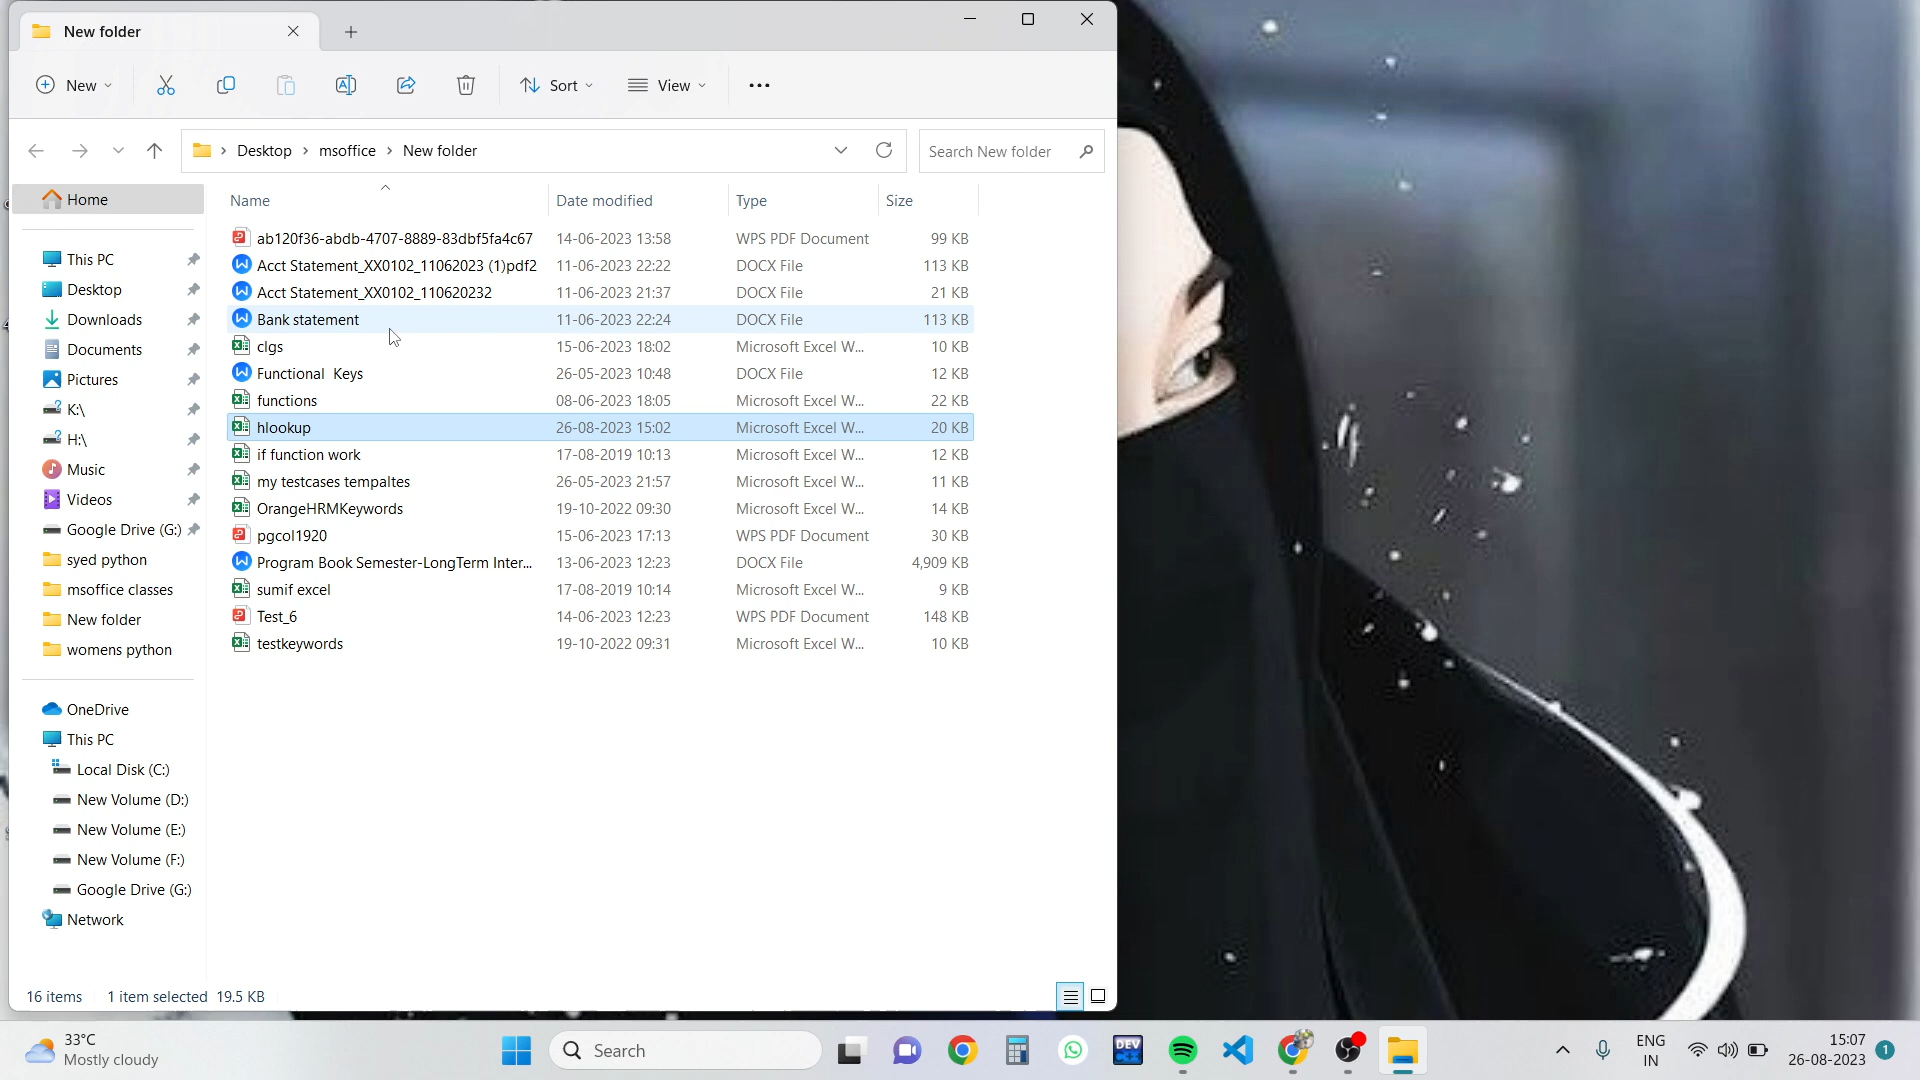 New folder
New
Sort
View
Desktop
msoffice
New folder
Search New folder
Name
Date modified
Type
Size
ab120f36-abdb-4707-8889-83dbf5fa4c67 14-06-2023 13:58 WPS PDF Document 99 KB
Acct Statement_XX0102_11062023 (1)pdf2 11-06-2023 22:22 DOCX File 113 KB
Acct Statement_XX0102_110620232 11-06-2023 21:37 DOCX File 21 KB
Bank statement 11-06-2023 22:24 DOCX File 113 KB
clgs 15-06-2023 18:02 Microsoft Excel W... 10 KB
Functional Keys 26-05-2023 10:48 DOCX File 12 KB
functions 08-06-2023 18:05 Microsoft Excel W... 22 KB
hlookup 26-08-2023 15:02 Microsoft Excel W... 20 KB
if function work 17-08-2019 10:13 Microsoft Excel W... 12 KB
my testcases tempaltes 26-05-2023 21:57 Microsoft Excel W... 11 KB
OrangeHRMKeywords 19-10-2022 09:30 Microsoft Excel W... 14 KB
pgcol1920 15-06-2023 17:13 WPS PDF Document 30 KB
Program Book Semester-LongTerm Inter... 13-06-2023 12:23 DOCX File 4,909 KB
sumif excel 17-08-2019 10:14 Microsoft Excel W... 9 KB
Test_6 14-06-2023 12:23 WPS PDF Document 148 KB
testkeywords 19-10-2022 09:31 Microsoft Excel W... 10 KB
Home
This PC
Desktop
Downloads
Documents
Pictures
K:\
H:\
Music
Videos
Google Drive (G:)
syed python
msoffice classes
New folder
womens python
OneDrive
This PC
Local Disk (C:)
New Volume (D:)
New Volume (E:)
New Volume (F:)
Google Drive (G:)
Network
16 items 1 item selected 19.5 KB
33°C
Mostly cloudy
Search
DEV
ENG
IN
15:07
26-08-2023
1